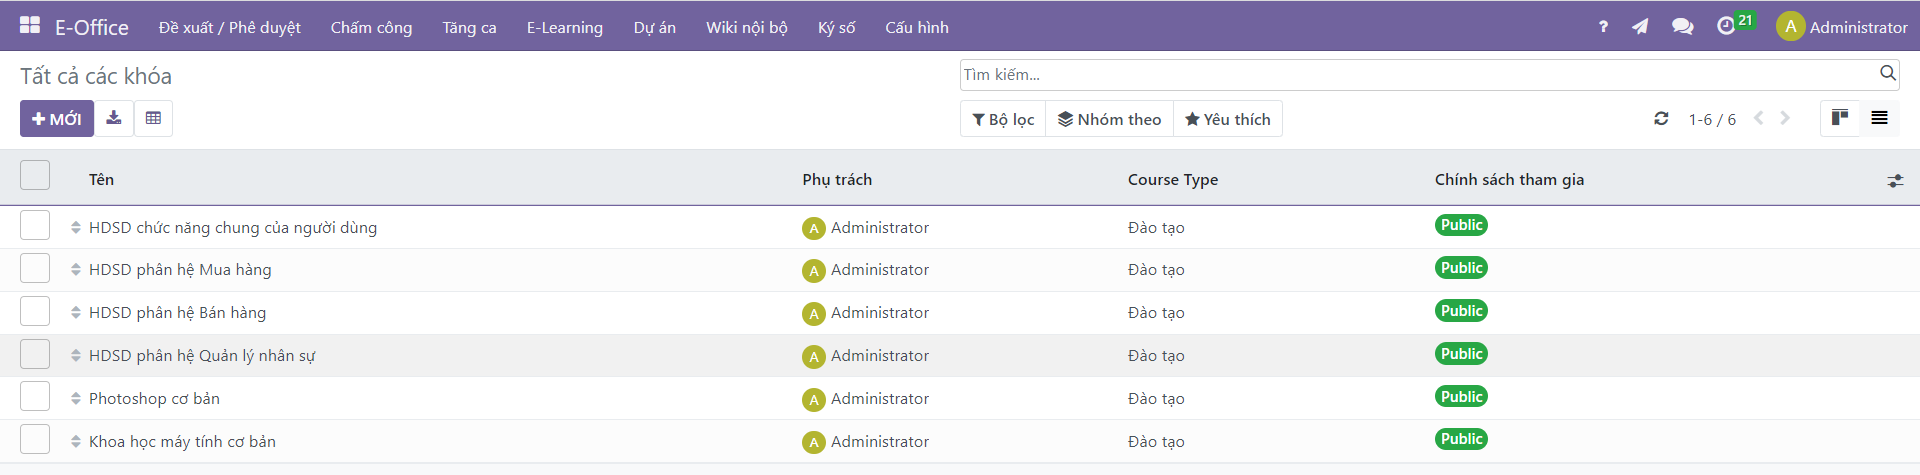 E-Office Đề xuất / Phê duyệt Chấm công Tăng ca E-Learning Dự án Wiki nội bộ Ký số Cấu hình ? 21 A Administrator
Tất cả các khóa Tìm kiếm...
MỚI Bộ lọc Nhóm theo Yêu thích 1-6 / 6
Tên Phụ trách Course Type Chính sách tham gia
HDSD chức năng chung của người dùng A Administrator Đào tạo Public
HDSD phân hệ Mua hàng A Administrator Đào tạo Public
HDSD phân hệ Bán hàng A Administrator Đào tạo Public
HDSD phân hệ Quản lý nhân sự A Administrator Đào tạo Public
Photoshop cơ bản A Administrator Đào tạo Public
Khoa học máy tính cơ bản A Administrator Đào tạo Public